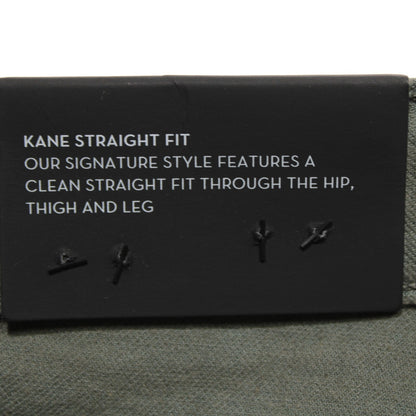 KANE STRAIGHT FIT
OUR SIGNATURE STYLE FEATURES A
CLEAN STRAIGHT FIT THROUGH THE HIP,
THIGH AND LEG